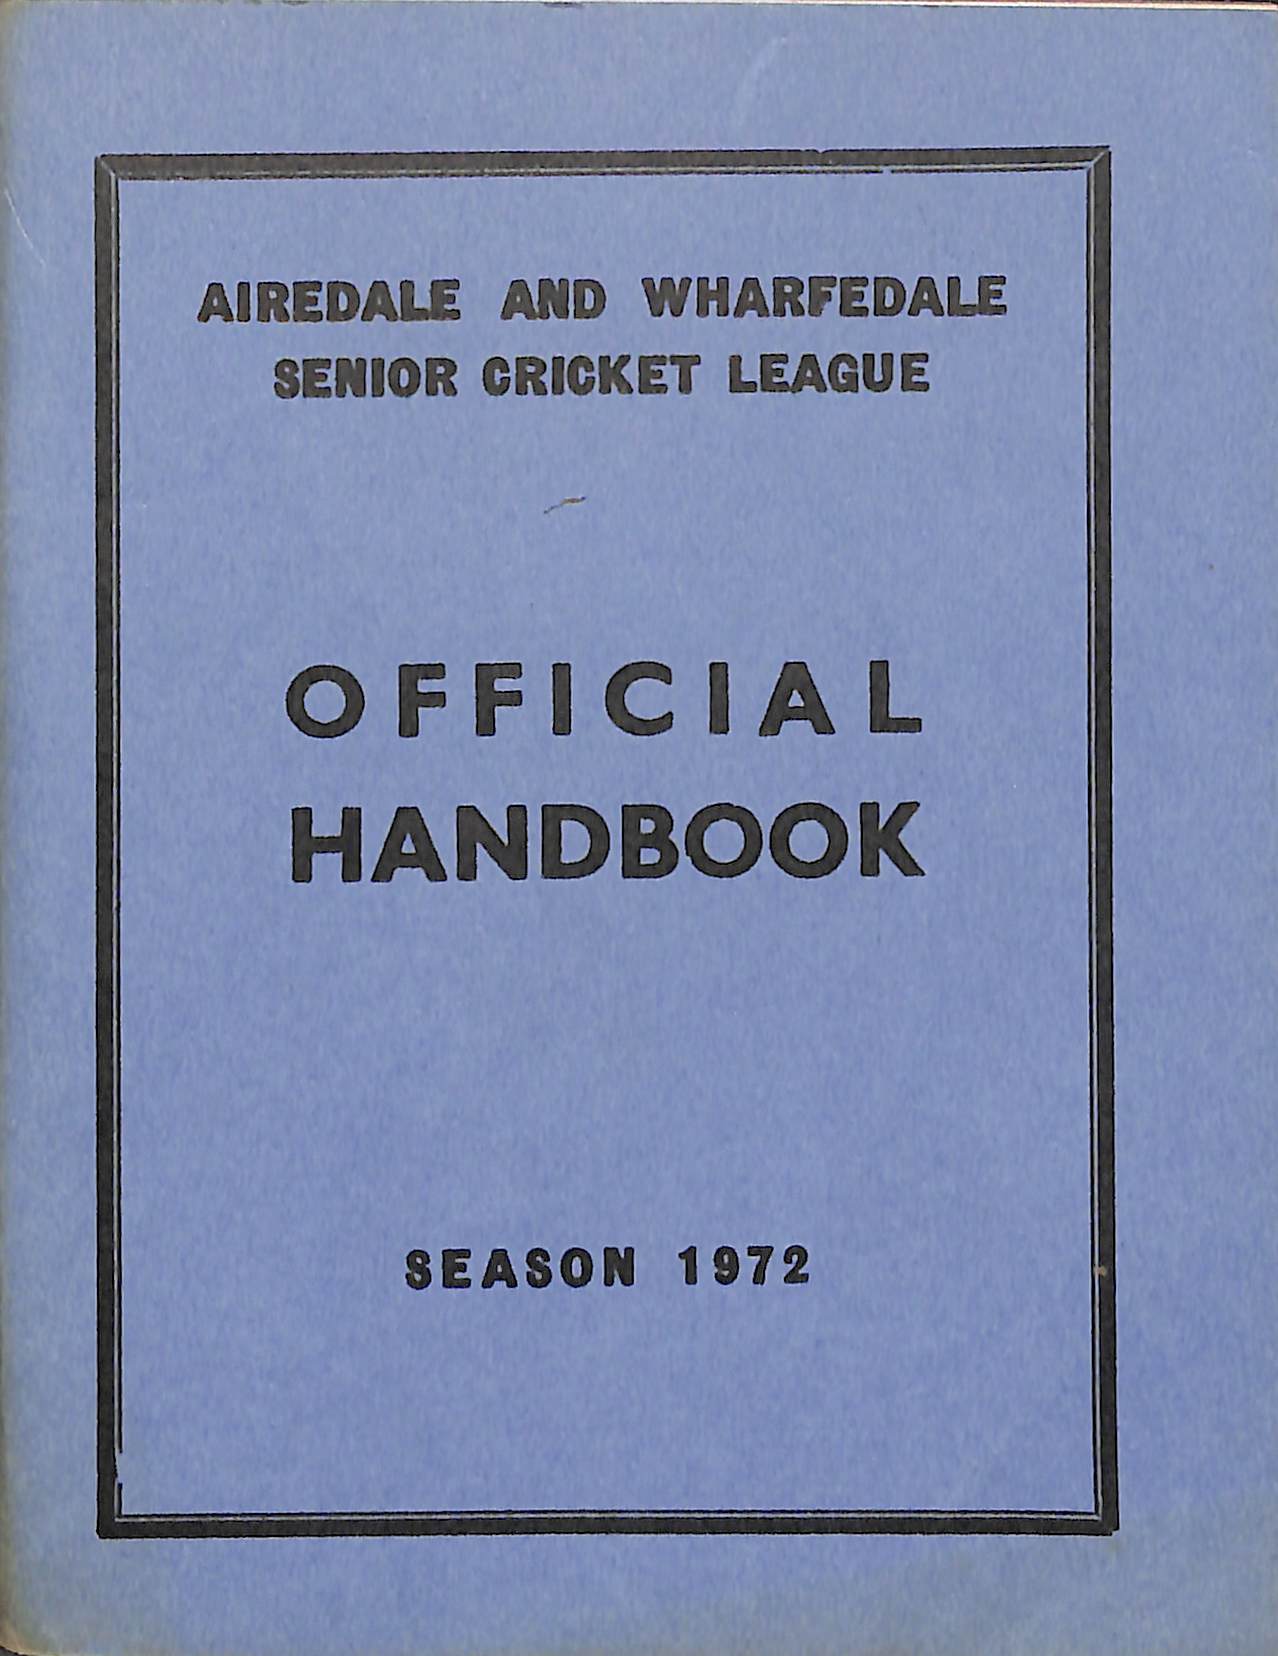 AIREDALE AND WHARFEDALE
SENIOR CRICKET LEAGUE
OFFICIAL
HANDBOOK
SEASON 1972